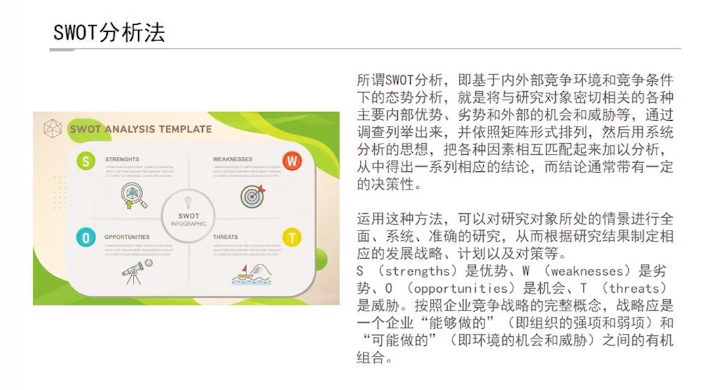 SWOT分析法
所谓SWOT分析，即基于内外部竞争环境和竞争条件
下的态势分析，就是将与研究对象密切相关的各种
主要内部优势、劣势和外部的机会和威胁等，通过
调查列举出来，并依照矩阵形式排列，然后用系统
分析的思想，把各种因素相互匹配起来加以分析，
从中得出一系列相应的结论，而结论通常带有一定
的决策性。
运用这种方法，可以对研究对象所处的情景进行全
面、系统、准确的研究，从而根据研究结果制定相
应的发展战略、计划以及对策等。
S （strengths）是优势、W （weaknesses）是劣
势、O （opportunities）是机会、T （threats）
是威胁。按照企业竞争战略的完整概念，战略应是
一个企业“能够做的”（即组织的强项和弱项）和
“可能做的”（即环境的机会和威胁）之间的有机
组合。
SWOT ANALYSIS TEMPLATE
S
STRENGHTS
WEAKNESSES
W
SWOT
INFOGRAPHIC
O
OPPORTUNITIES
THREATS
T